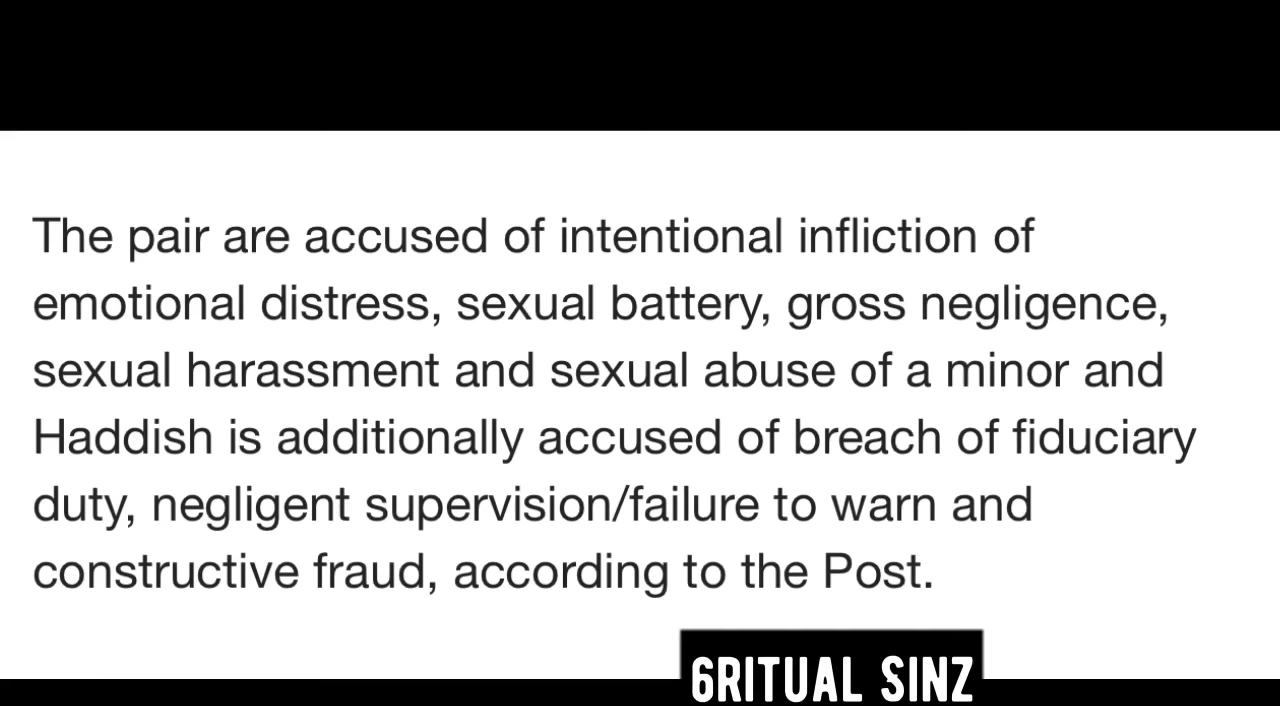 The pair are accused of intentional infliction of
emotional distress, sexual battery, gross negligence,
sexual harassment and sexual abuse of a minor and
Haddish is additionally accused of breach of fiduciary
duty, negligent supervision/failure to warn and
constructive fraud, according to the Post.
6RITUAL SINZ